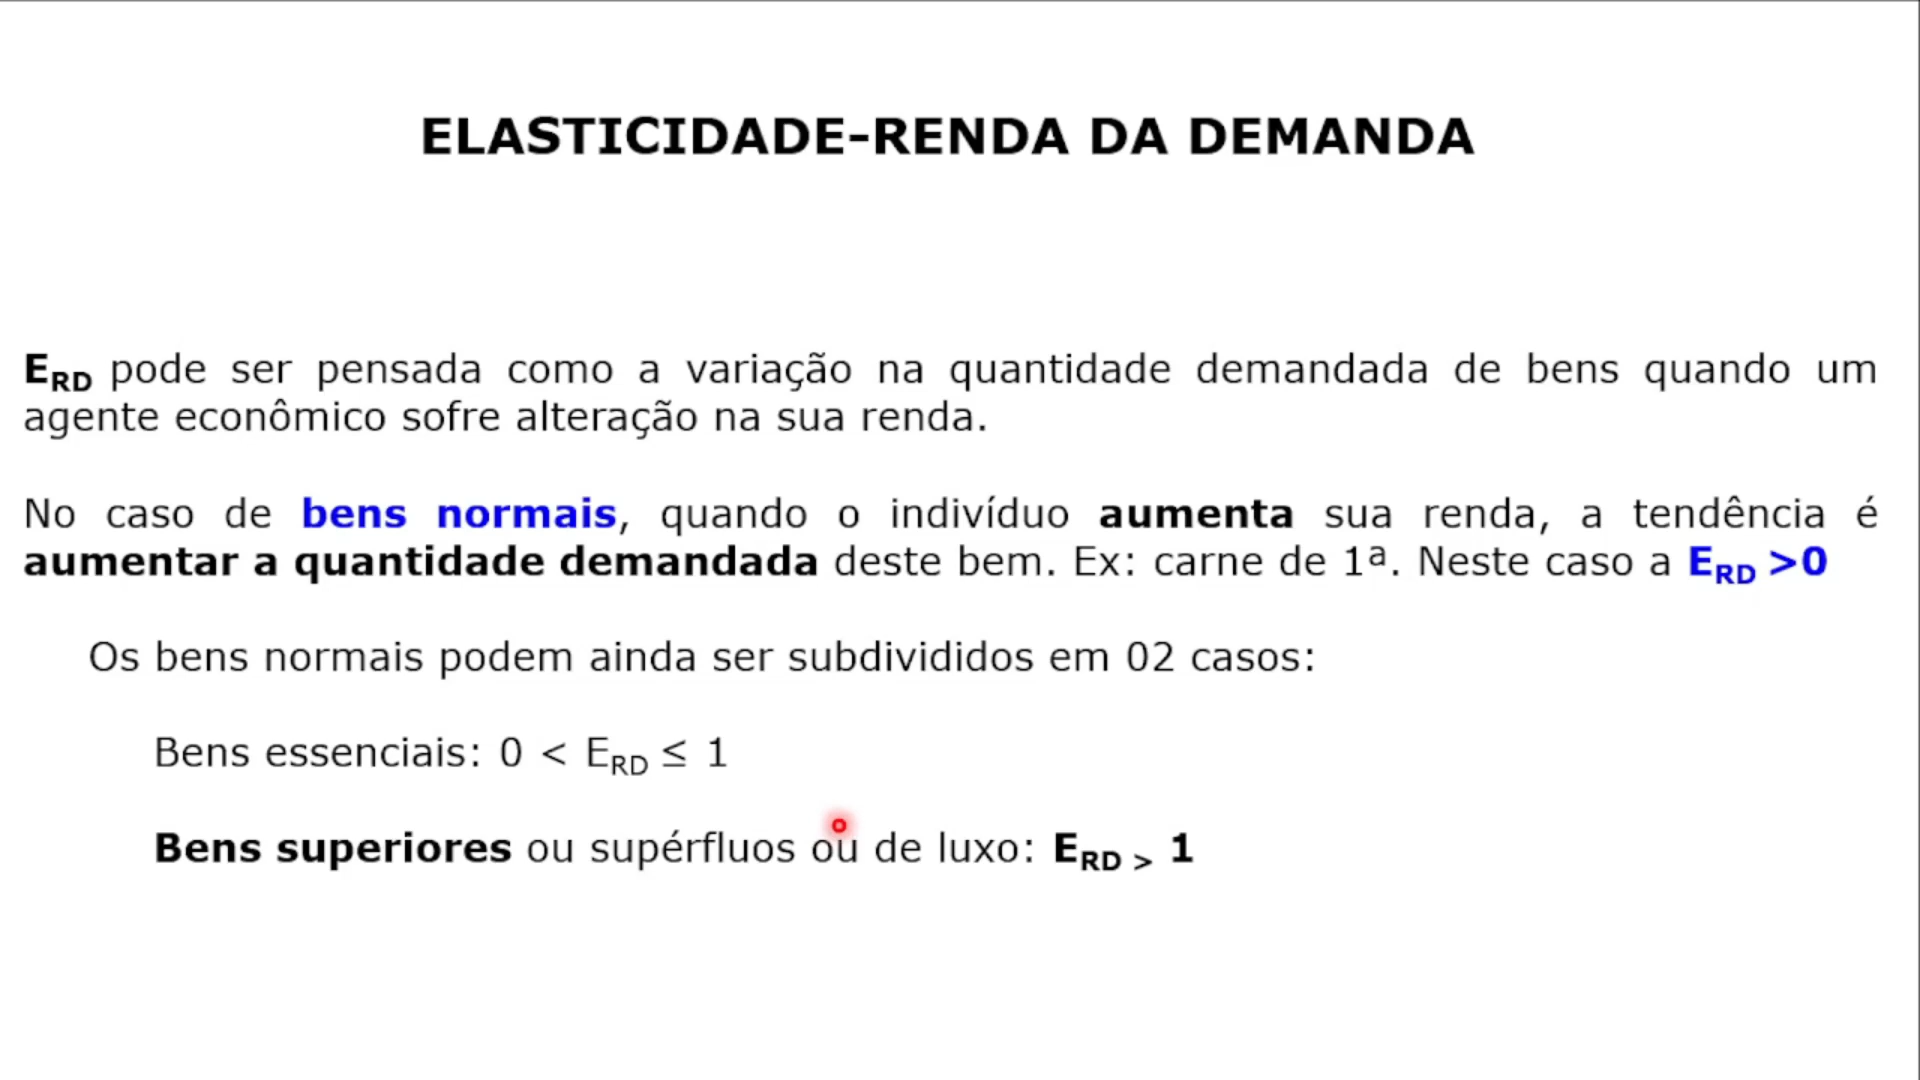 ELASTICIDADE-RENDA DA DEMANDA
ERD pode ser pensada como a variação na quantidade demandada de bens quando um
agente econômico sofre alteração na sua renda.
No caso de bens normais, quando o indivíduo aumenta sua renda, a tendência é
aumentar a quantidade demandada deste bem. Ex: carne de 1ª. Neste caso a ERD >0
Os bens normais podem ainda ser subdivididos em 02 casos:
Bens essenciais: 0 < ERD ≤ 1
Bens superiores ou supérfluos ou de luxo: ERD > 1